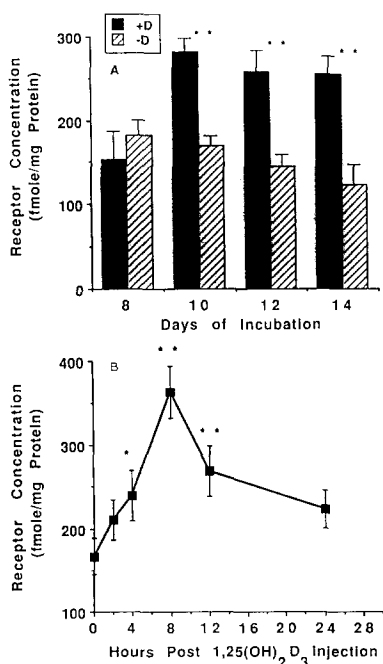 +D
-D
A
* *
* *
* *
300
200
100
0
Receptor Concentration
(fmole/mg Protein)
8 10 12 14
Days of Incubation
B
* *
*
* *
400
300
200
100
Receptor Concentration
(fmole/mg Protein)
0 4 8 12 16 20 24 28
Hours Post 1,25(OH)2 D3 Injection